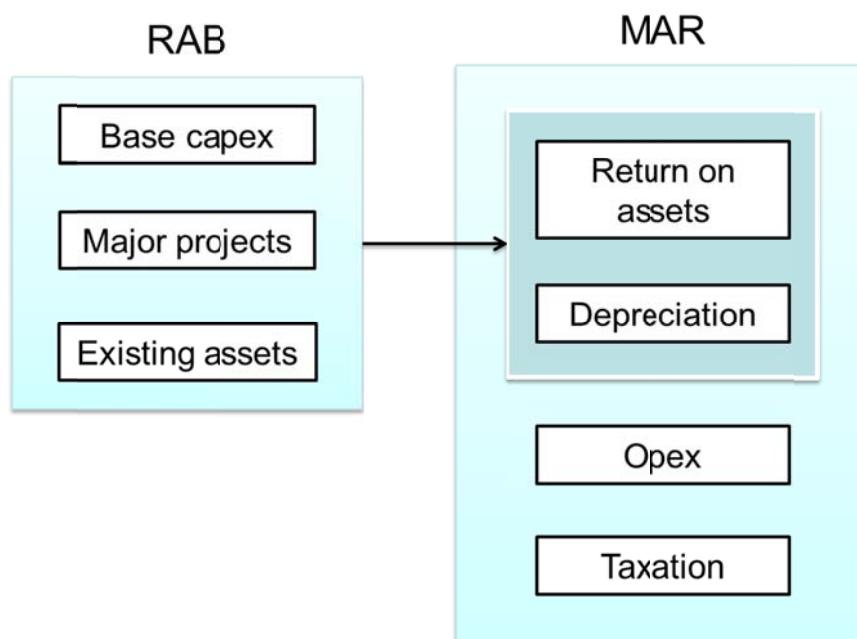 RAB
Base capex
Major projects
Existing assets
MAR
Return on
assets
Depreciation
Opex
Taxation